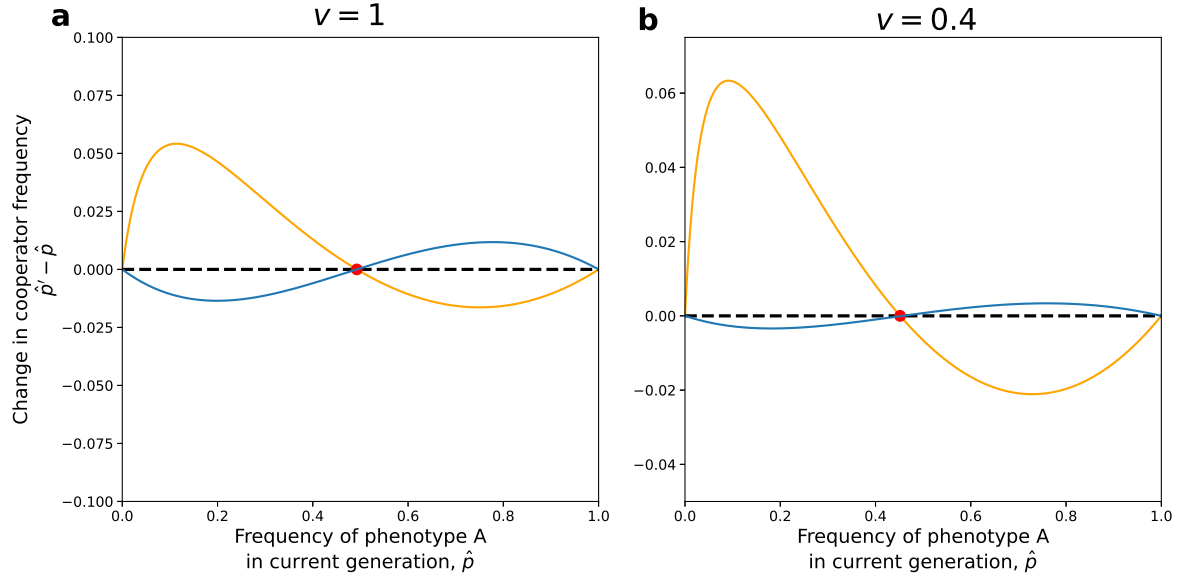 a
v = 1
0.100
0.075
0.050
0.025
0.000
−0.025
−0.050
−0.075
−0.100
Change in cooperator frequency
p̂′ − p̂
0.0 0.2 0.4 0.6 0.8 1.0
Frequency of phenotype A
in current generation, p̂
b
v = 0.4
0.06
0.04
0.02
0.00
−0.02
−0.04
0.0 0.2 0.4 0.6 0.8 1.0
Frequency of phenotype A
in current generation, p̂